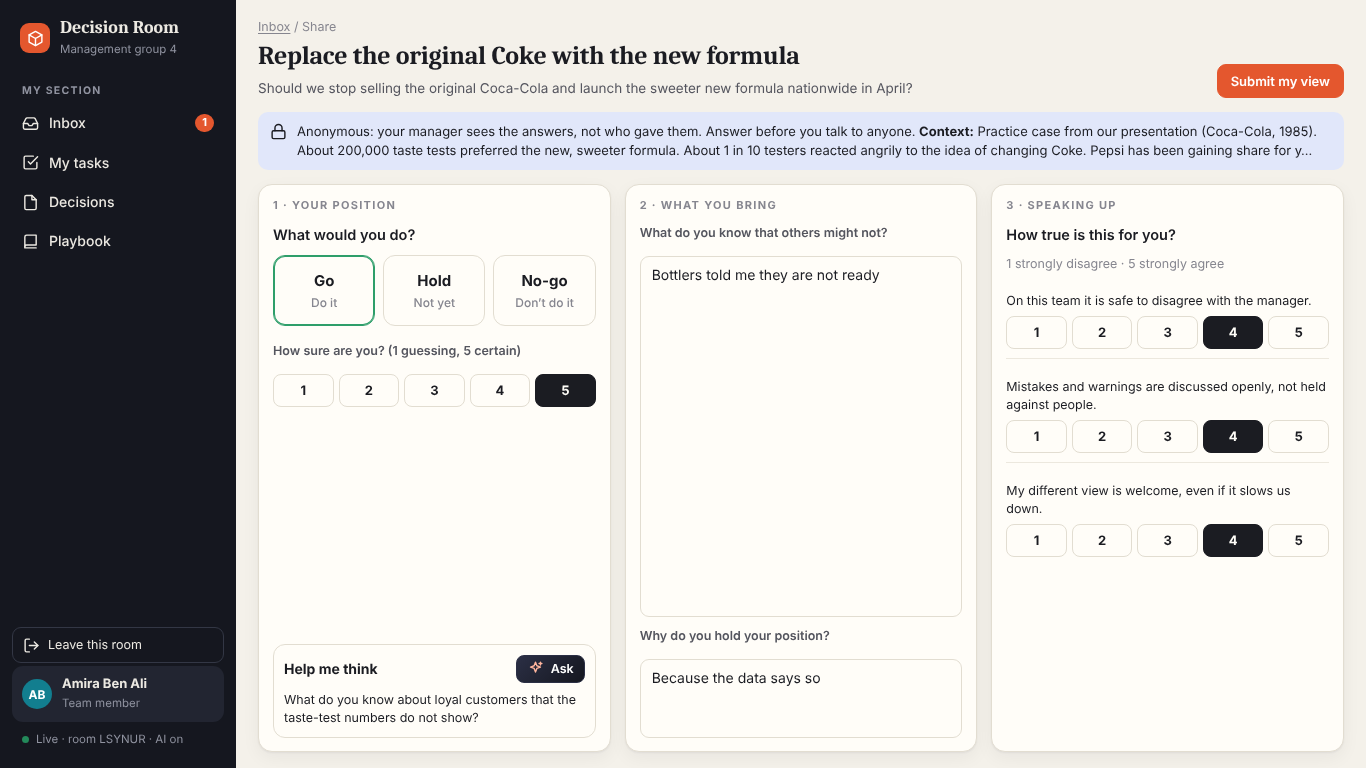 Decision Room
Management group 4
MY SECTION
Inbox 1
My tasks
Decisions
Playbook
Leave this room
AB
Amira Ben Ali
Team member
Live · room LSYNUR · AI on
Inbox / Share
Replace the original Coke with the new formula
Should we stop selling the original Coca-Cola and launch the sweeter new formula nationwide in April?
Submit my view
Anonymous: your manager sees the answers, not who gave them. Answer before you talk to anyone. Context: Practice case from our presentation (Coca-Cola, 1985).
About 200,000 taste tests preferred the new, sweeter formula. About 1 in 10 testers reacted angrily to the idea of changing Coke. Pepsi has been gaining share for y…
1 · YOUR POSITION
What would you do?
Go
Do it
Hold
Not yet
No-go
Don't do it
How sure are you? (1 guessing, 5 certain)
1 2 3 4 5
Help me think
Ask
What do you know about loyal customers that the
taste-test numbers do not show?
2 · WHAT YOU BRING
What do you know that others might not?
Bottlers told me they are not ready
Why do you hold your position?
Because the data says so
3 · SPEAKING UP
How true is this for you?
1 strongly disagree · 5 strongly agree
On this team it is safe to disagree with the manager.
1 2 3 4 5
Mistakes and warnings are discussed openly, not held
against people.
1 2 3 4 5
My different view is welcome, even if it slows us
down.
1 2 3 4 5